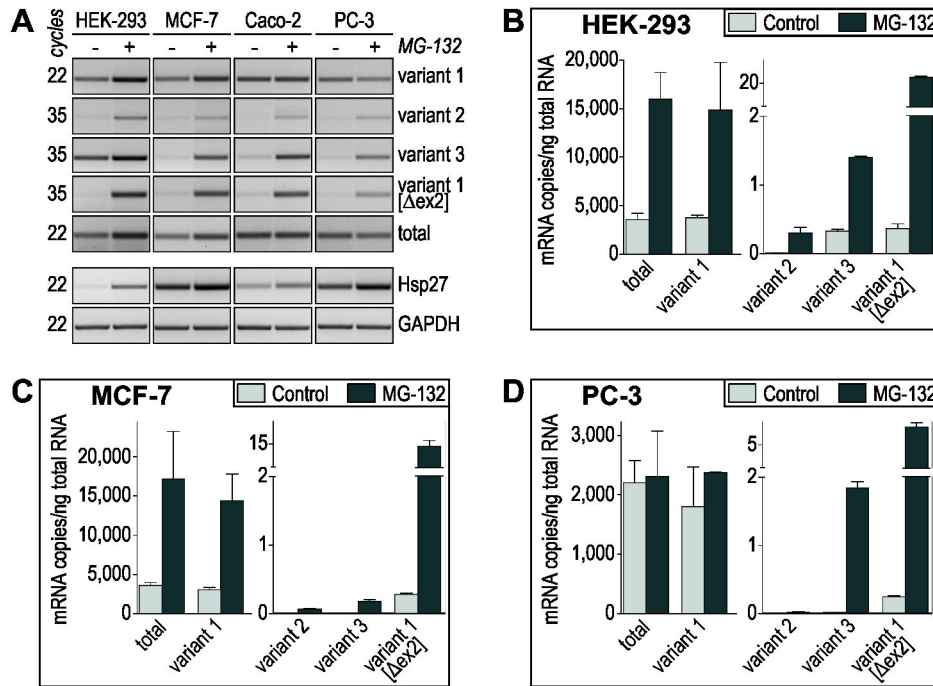 A
cycles HEK-293 MCF-7 Caco-2 PC-3
- + - + - + - + MG-132
22 variant 1
35 variant 2
35 variant 3
35 variant 1 [Δex2]
22 total
22 Hsp27
22 GAPDH
B
HEK-293
Control MG-132
mRNA copies/ng total RNA
20,000
15,000
10,000
5,000
0
total
variant 1
20
2
1
0
variant 2
variant 3
variant 1
[Δex2]
C
MCF-7
Control MG-132
mRNA copies/ng total RNA
20,000
15,000
10,000
5,000
0
total
variant 1
15
2
1
0
variant 2
variant 3
variant 1
[Δex2]
D
PC-3
Control MG-132
mRNA copies/ng total RNA
3,000
2,000
1,000
0
total
variant 1
5
2
1
0
variant 2
variant 3
variant 1
[Δex2]